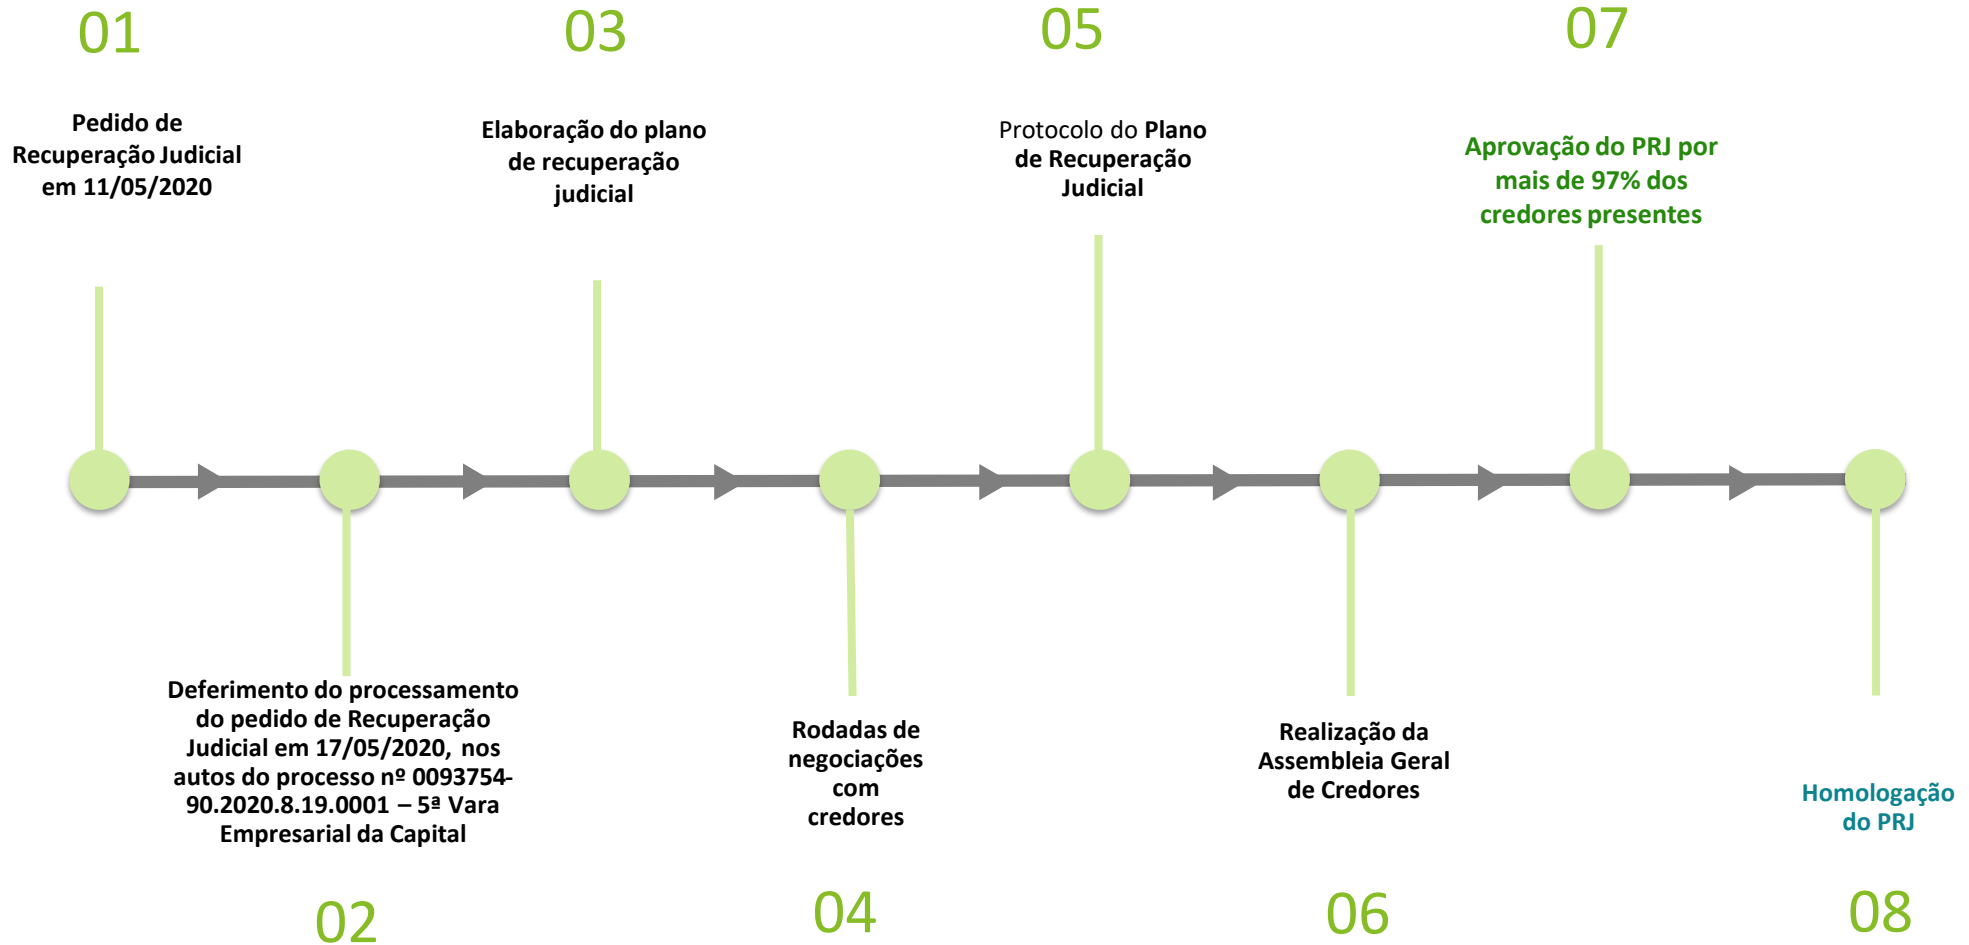 01
Pedido de
Recuperação Judicial
em 11/05/2020
02
Deferimento do processamento
do pedido de Recuperação
Judicial em 17/05/2020, nos
autos do processo nº 0093754-
90.2020.8.19.0001 – 5ª Vara
Empresarial da Capital
03
Elaboração do plano
de recuperação
judicial
04
Rodadas de
negociações
com
credores
05
Protocolo do Plano
de Recuperação
Judicial
06
Realização da
Assembleia Geral
de Credores
07
Aprovação do PRJ por
mais de 97% dos
credores presentes
08
Homologação
do PRJ